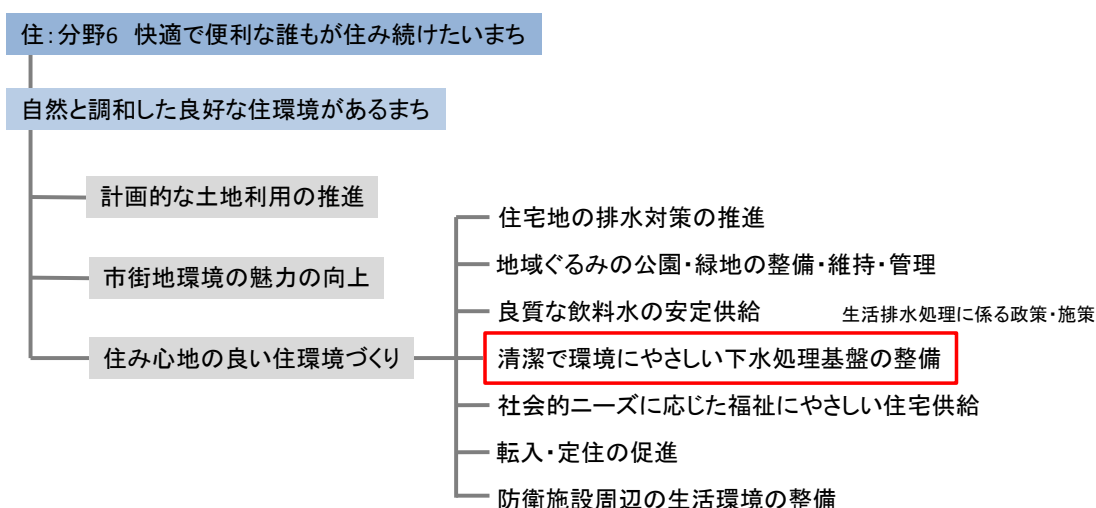 住:分野6 快適で便利な誰もが住み続けたいまち
自然と調和した良好な住環境があるまち
計画的な土地利用の推進
市街地環境の魅力の向上
住み心地の良い住環境づくり
住宅地の排水対策の推進
地域ぐるみの公園・緑地の整備・維持・管理
良質な飲料水の安定供給
生活排水処理に係る政策・施策
清潔で環境にやさしい下水処理基盤の整備
社会的ニーズに応じた福祉にやさしい住宅供給
転入・定住の促進
防衛施設周辺の生活環境の整備